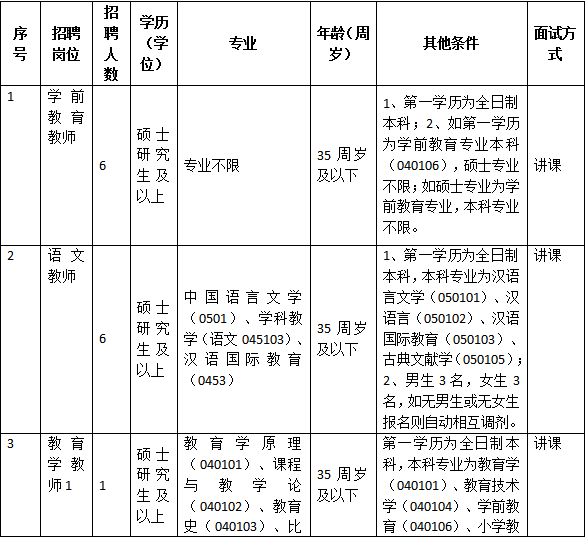 序号
招聘岗位
招聘人数
学历（学位）
专业
年龄（周岁）
其他条件
面试方式
1
学前
教育
教师
6
硕士
研究
生及
以上
专业不限
35 周岁
及以下
1、第一学历为全日制
本科；2、如第一学历
为学前教育专业本科
（040106），硕士专业
不限；如硕士专业为学
前教育专业，本科专业
不限。
讲课
2
语文
教师
6
硕士
研究
生及
以上
中国语言文学
（0501）、学科教
学（语文 045103）、
汉语国际教育
（0453）
35 周岁
及以下
1、第一学历为全日制
本科，本科专业为汉语
言文学（050101）、汉
语言（050102）、汉语
国际教育（050103）、
古典文献学（050105）；
2、男生 3 名，女生 3
名，如无男生或无女生
报名则自动相互调剂。
讲课
3
教育
学教
师 1
1
硕士
研究
生及
以上
教育学原理
（040101）、课程
与教学论
（040102）、教育
史（040103）、比
35 周岁
及以下
第一学历为全日制本
科，本科专业为教育学
（040101）、教育技术
学（040104）、学前教
育（040106）、小学教
讲课